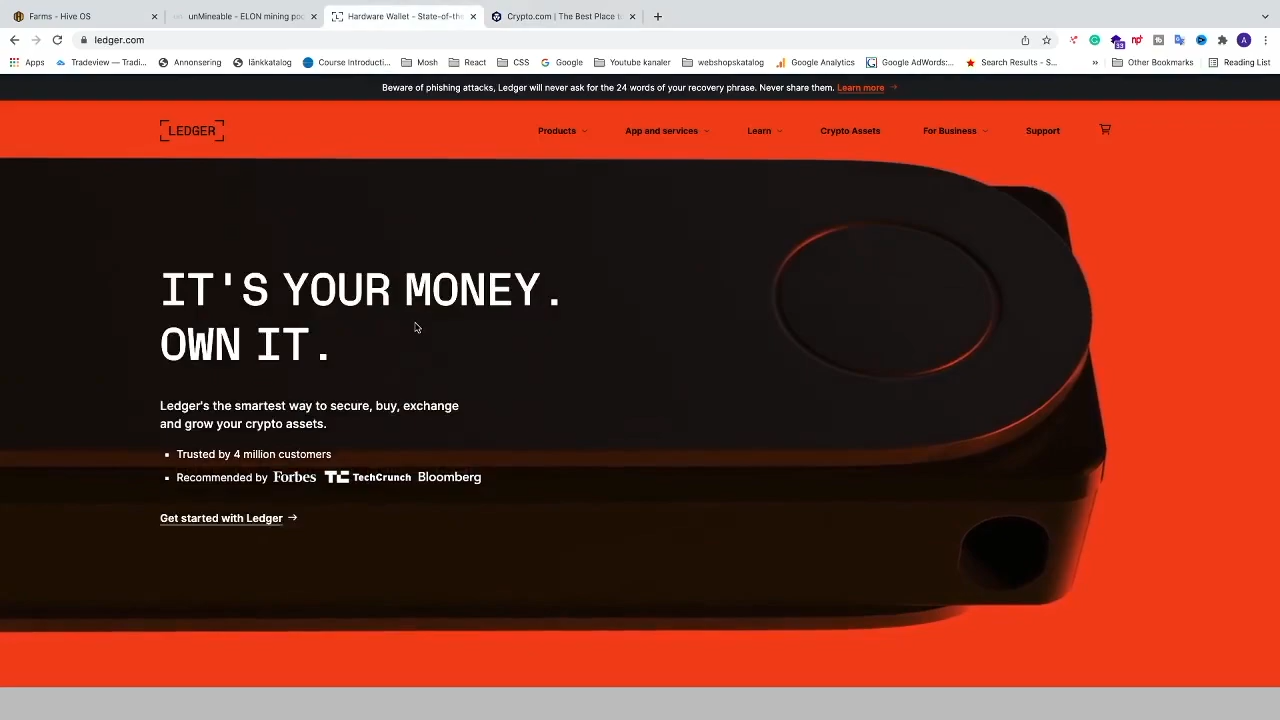 Farms - Hive OS
unMineable - ELON mining poo
Hardware Wallet - State-of-the
Crypto.com | The Best Place t
ledger.com
33
A
Apps
Tradeview — Tradi...
Annonsering
länkkatalog
Course Introducti...
Mosh
React
CSS
Google
Youtube kanaler
webshopskatalog
Google Analytics
Google AdWords:...
Search Results - S...
»
Other Bookmarks
Reading List
Beware of phishing attacks, Ledger will never ask for the 24 words of your recovery phrase. Never share them. Learn more →
LEDGER
Products
App and services
Learn
Crypto Assets
For Business
Support
IT'S YOUR MONEY.
OWN IT.
Ledger's the smartest way to secure, buy, exchange
and grow your crypto assets.
▪ Trusted by 4 million customers
▪ Recommended by Forbes TC TechCrunch Bloomberg
Get started with Ledger →